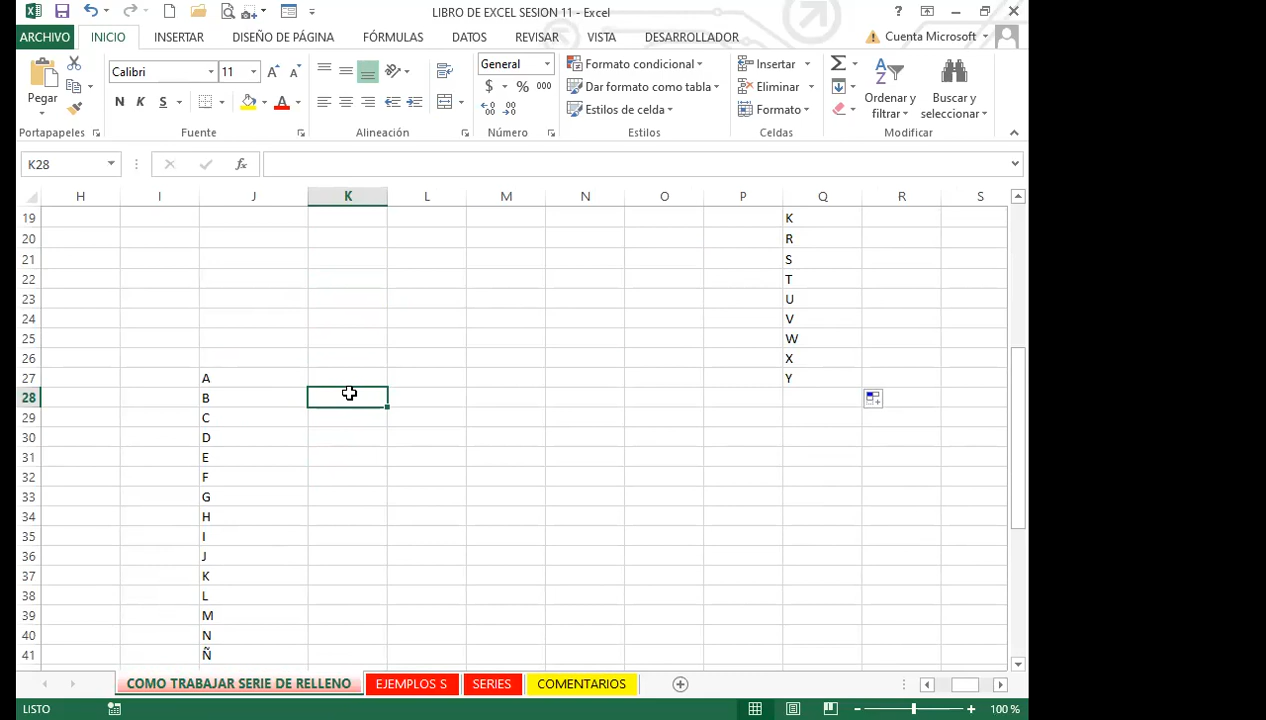 LIBRO DE EXCEL SESION 11 - Excel
?
ARCHIVO INICIO INSERTAR DISEÑO DE PÁGINA FÓRMULAS DATOS REVISAR VISTA DESARROLLADOR Cuenta Microsoft
Calibri 11 General Formato condicional Insertar
Pegar N K S $ % 000 Dar formato como tabla Eliminar Ordenar y filtrar Buscar y seleccionar
Estilos de celda Formato
Portapapeles Fuente Alineación Número Estilos Celdas Modificar
K28 fx
H I J K L M N O P Q R S
19 K
20 R
21 S
22 T
23 U
24 V
25 W
26 X
27 A Y
28 B
29 C
30 D
31 E
32 F
33 G
34 H
35 I
36 J
37 K
38 L
39 M
40 N
41 Ñ
COMO TRABAJAR SERIE DE RELLENO EJEMPLOS S SERIES COMENTARIOS
LISTO 100 %